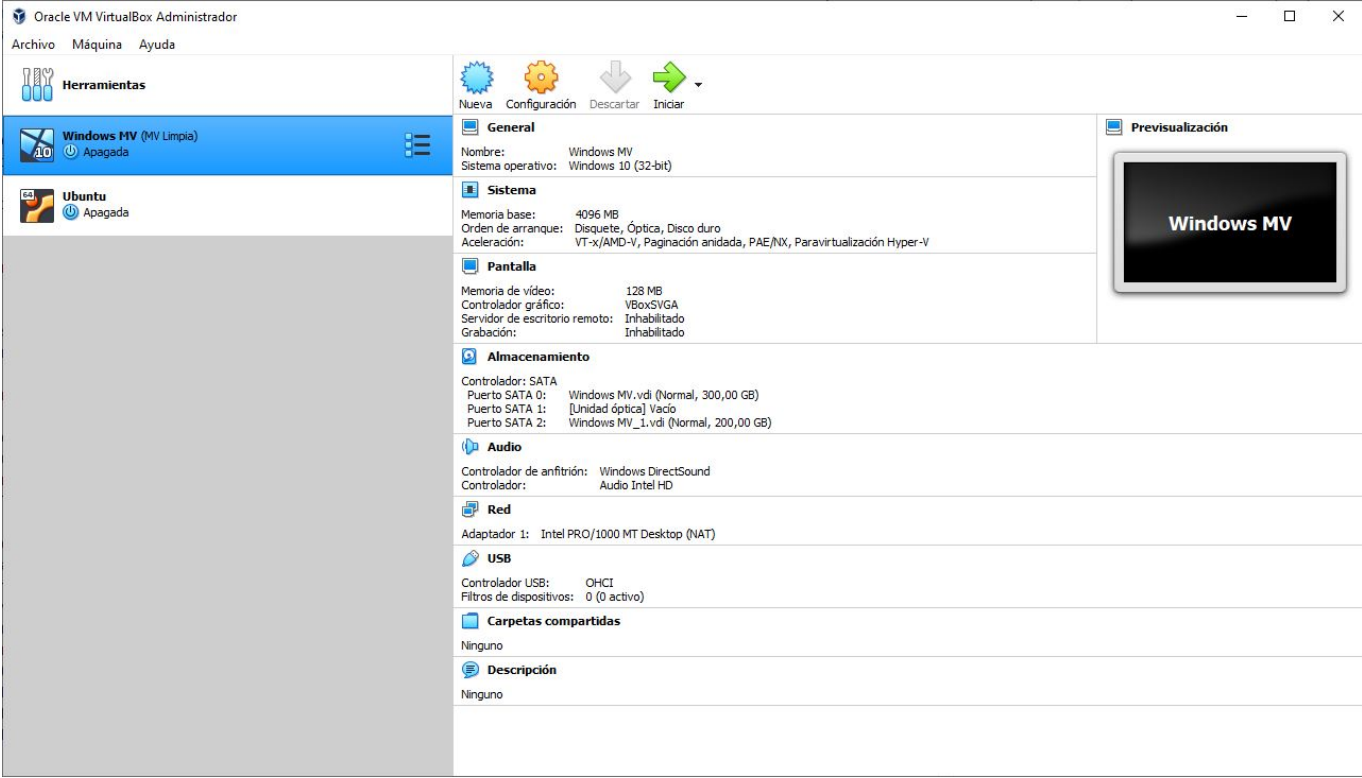 Oracle VM VirtualBox Administrador
Archivo Máquina Ayuda
Herramientas
Windows MV (MV Limpia)
10
Apagada
64
Ubuntu
Apagada
Nueva Configuración Descartar Iniciar
General
Nombre: Windows MV
Sistema operativo: Windows 10 (32-bit)
Sistema
Memoria base: 4096 MB
Orden de arranque: Disquete, Óptica, Disco duro
Aceleración: VT-x/AMD-V, Paginación anidada, PAE/NX, Paravirtualización Hyper-V
Pantalla
Memoria de vídeo: 128 MB
Controlador gráfico: VBoxSVGA
Servidor de escritorio remoto: Inhabilitado
Grabación: Inhabilitado
Previsualización
Windows MV
Almacenamiento
Controlador: SATA
Puerto SATA 0: Windows MV.vdi (Normal, 300,00 GB)
Puerto SATA 1: [Unidad óptica] Vacío
Puerto SATA 2: Windows MV_1.vdi (Normal, 200,00 GB)
Audio
Controlador de anfitrión: Windows DirectSound
Controlador: Audio Intel HD
Red
Adaptador 1: Intel PRO/1000 MT Desktop (NAT)
USB
Controlador USB: OHCI
Filtros de dispositivos: 0 (0 activo)
Carpetas compartidas
Ninguno
Descripción
Ninguno